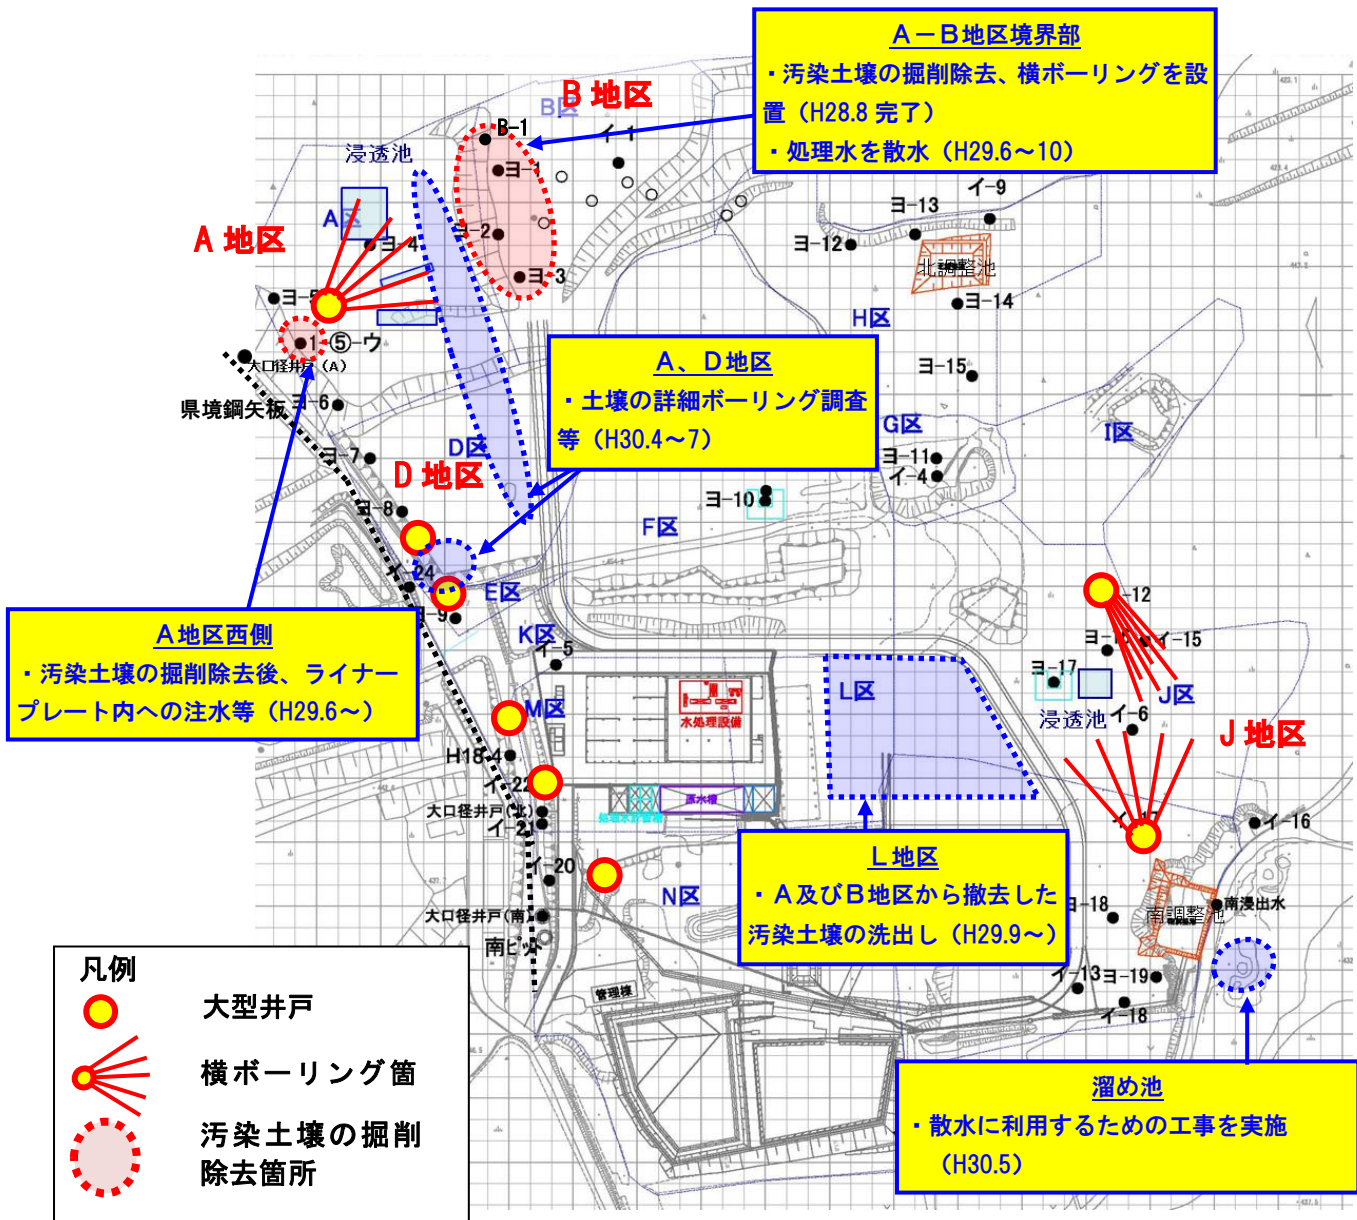 A－B地区境界部
・汚染土壌の掘削除去、横ボーリングを設
置（H28.8 完了）
・処理水を散水（H29.6～10）
B区
B 地区
B-1
イ-1
浸透池
ヨ-1
イ-9
ヨ-13
A区
A 地区
ヨ-2
ヨ-4
ヨ-12
北調整池
ヨ-3
ヨ-5
ヨ-14
H区
1-⑤-ウ
大口径井戸（A）
A、D地区
・土壌の詳細ボーリング調査
等（H30.4～7）
ヨ-15
県境鋼矢板
ヨ-6
G区
I区
D区
ヨ-7
ヨ-11
D 地区
イ-4
ヨ-8
ヨ-10
F区
イ-24
E区
-12
-9
K区
イ-5
ヨ-16
イ-15
A地区西側
・汚染土壌の掘削除去後、ライナー
プレート内への注水等（H29.6～）
L区
ヨ-17
J区
M区
水処理設備
浸透池
イ-6
J 地区
H18-4
イ-22
原水槽
大口径井戸(北)
イ-21
イ-17
イ-16
L地区
・A及びB地区から撤去した
汚染土壌の洗出し（H29.9～）
イ-20
N区
大口径井戸(南)
ヨ-18
南調整池
南浸出水
南ピット
イ-13
ヨ-19
イ-18
管理棟
溜め池
・散水に利用するための工事を実施
（H30.5）
凡例
大型井戸
横ボーリング箇
汚染土壌の掘削
除去箇所